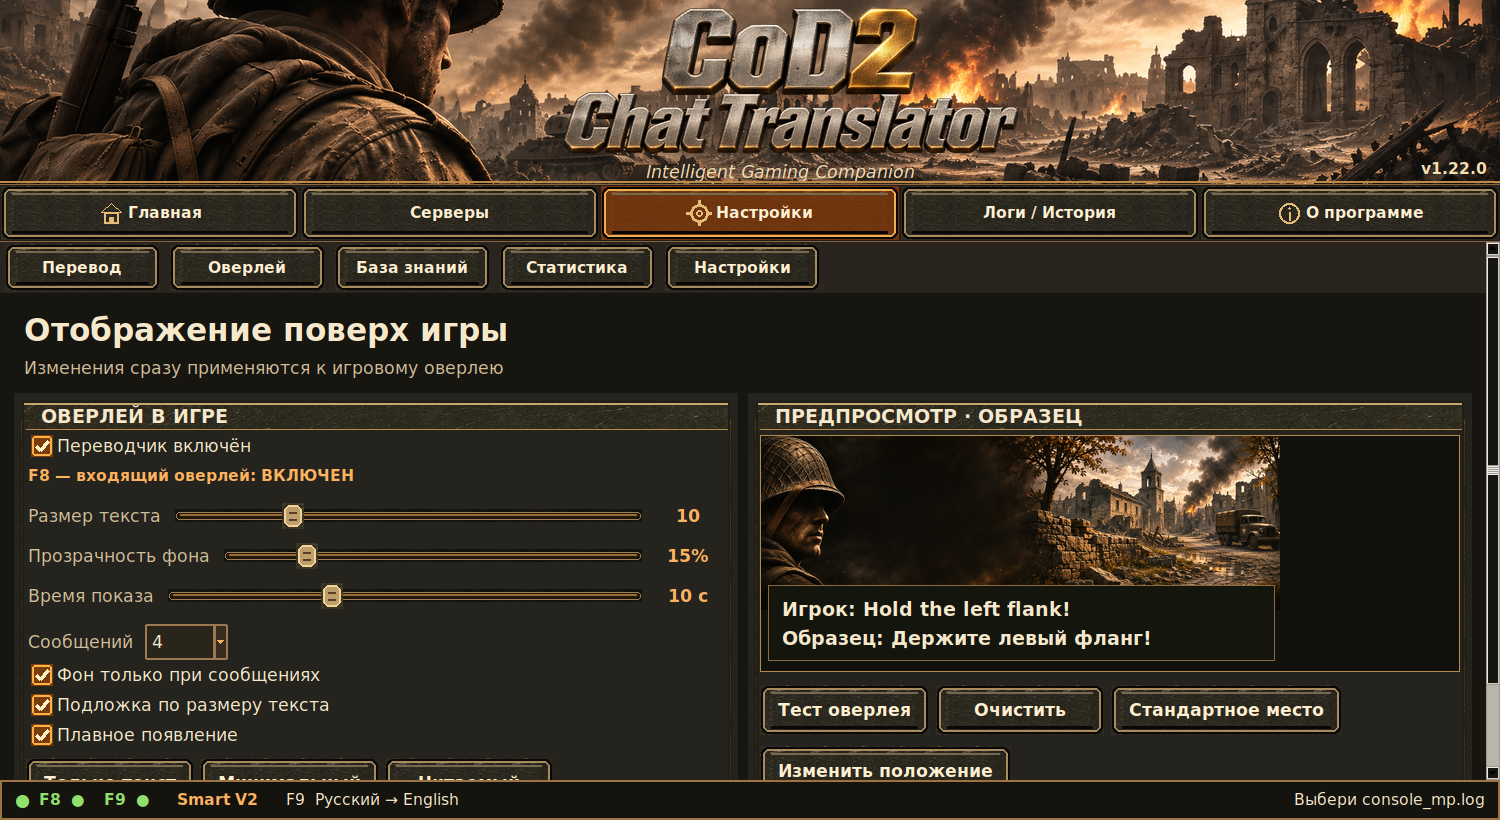 CoD2
Chat Translator
Intelligent Gaming Companion
v1.22.0
Главная
Серверы
Настройки
Логи / История
О программе
Перевод
Оверлей
База знаний
Статистика
Настройки
Отображение поверх игры
Изменения сразу применяются к игровому оверлею
ОВЕРЛЕЙ В ИГРЕ
Переводчик включён
F8 — входящий оверлей: ВКЛЮЧЕН
Размер текста 10
Прозрачность фона 15%
Время показа 10 с
Сообщений 4
Фон только при сообщениях
Подложка по размеру текста
Плавное появление
Только текст Минимальный Читаемый
ПРЕДПРОСМОТР · ОБРАЗЕЦ
Игрок: Hold the left flank!
Образец: Держите левый фланг!
Тест оверлея Очистить Стандартное место
Изменить положение
F8 F9 Smart V2 F9 Русский → English
Выбери console_mp.log